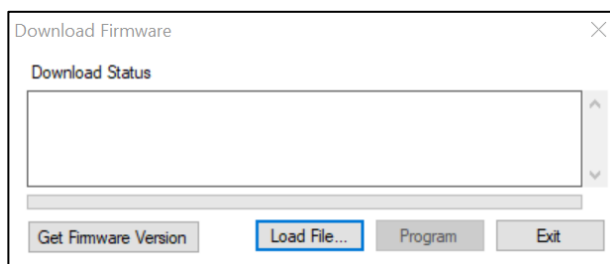 Download Firmware
Download Status
Get Firmware Version Load File... Program Exit